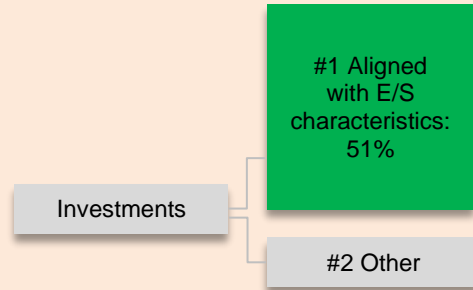 #1 Aligned
with E/S
characteristics:
51%
Investments
#2 Other